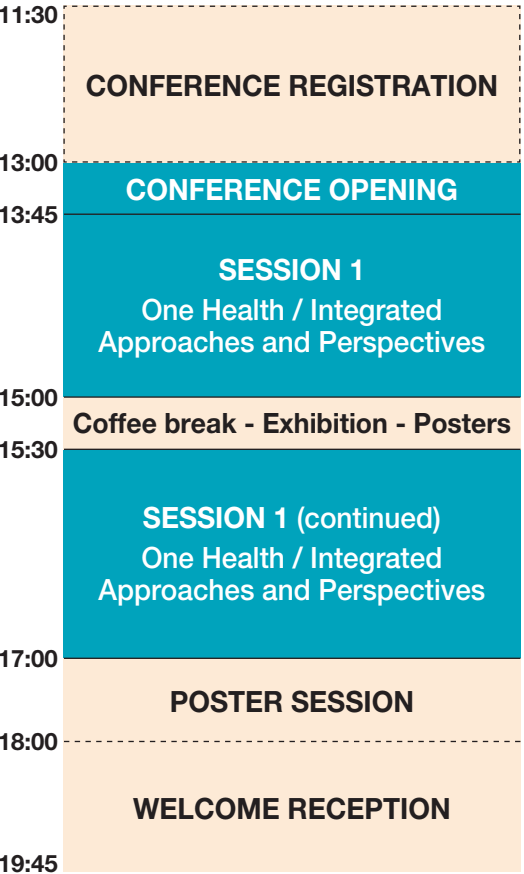 11:30
CONFERENCE REGISTRATION
13:00
CONFERENCE OPENING
13:45
SESSION 1
One Health / Integrated
Approaches and Perspectives
15:00
Coffee break - Exhibition - Posters
15:30
SESSION 1 (continued)
One Health / Integrated
Approaches and Perspectives
17:00
POSTER SESSION
18:00
WELCOME RECEPTION
19:45